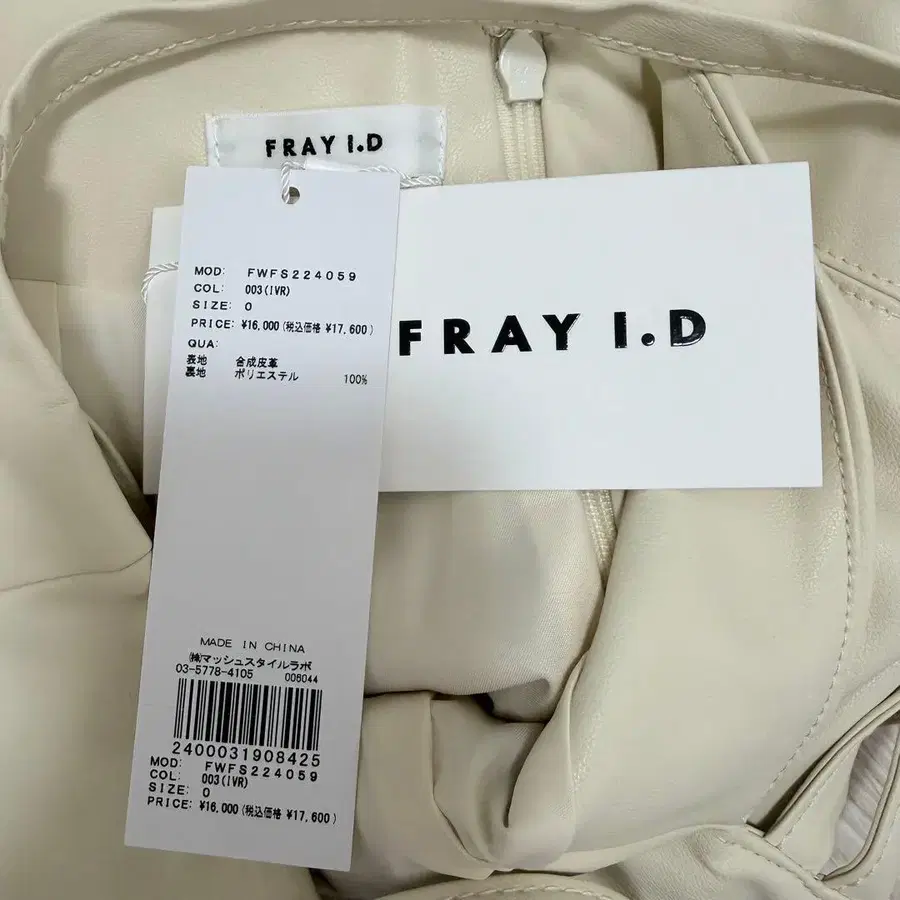 FRAY I.D
FRAY I.D
MOD: FWFS224059
COL: 003(IVR)
SIZE: 0
PRICE: ¥16,000(税込価格 ¥17,600)
QUA:
表地 合成皮革
裏地 ポリエステル 100%
MADE IN CHINA
㈱マッシュスタイルラボ
03-5778-4105 006044
2400031908425
MOD: FWFS224059
COL: 003(IVR)
SIZE: 0
PRICE: ¥16,000(税込価格 ¥17,600)